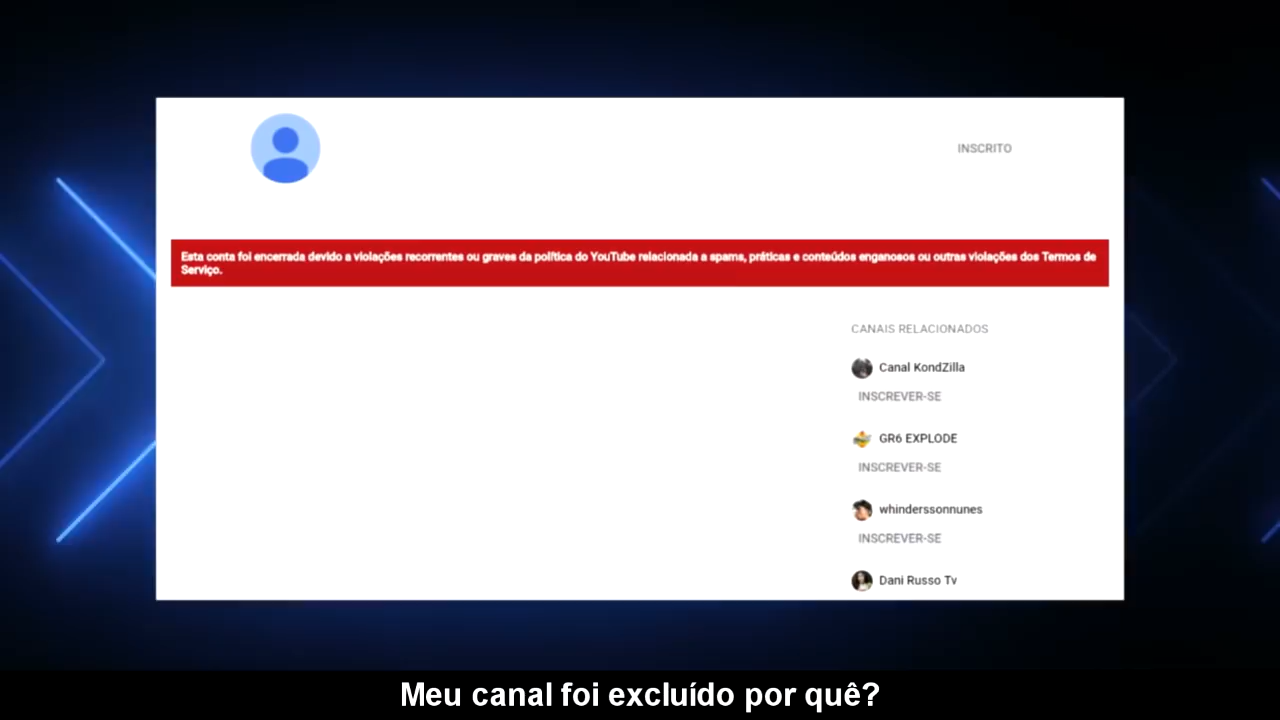 INSCRITO
Esta conta foi encerrada devido a violações recorrentes ou graves da política do YouTube relacionada a spams, práticas e conteúdos enganosos ou outras violações dos Termos de
Serviço.
CANAIS RELACIONADOS
Canal KondZilla
INSCREVER-SE
GR6 EXPLODE
INSCREVER-SE
whinderssonnunes
INSCREVER-SE
Dani Russo Tv
Meu canal foi excluído por quê?